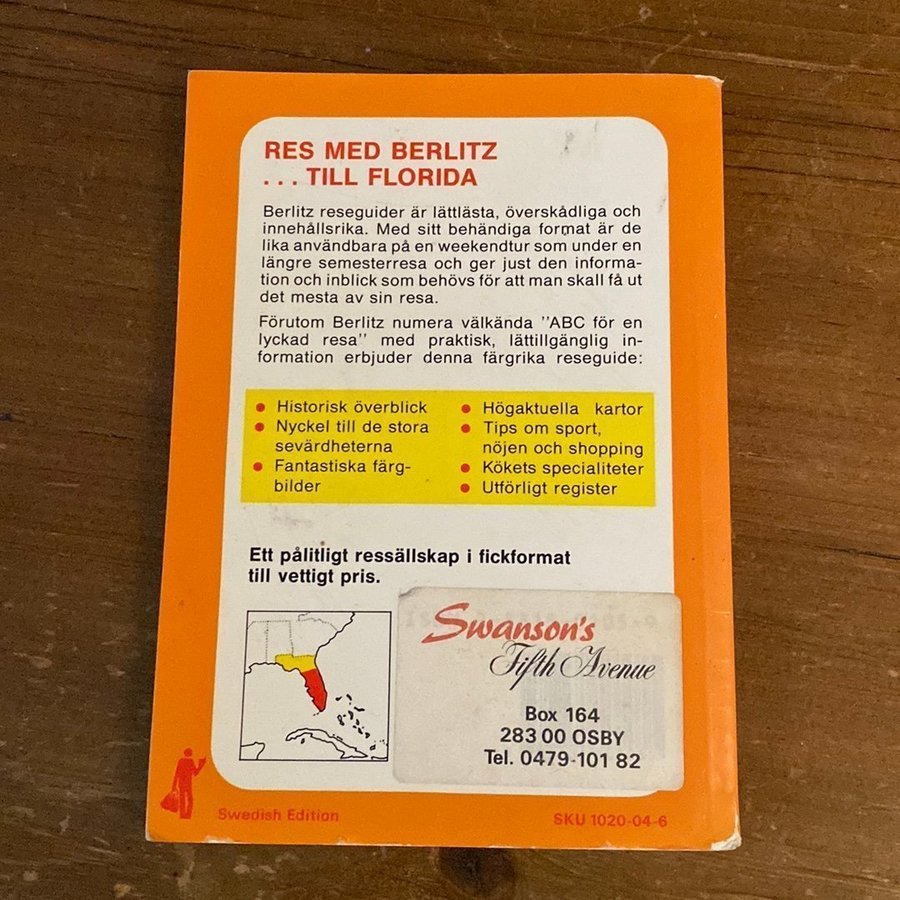 RES MED BERLITZ
...TILL FLORIDA
Berlitz reseguider är lättlästa, överskådliga och
innehållsrika. Med sitt behändiga format är de
lika användbara på en weekendtur som under en
längre semesterresa och ger just den informa-
tion och inblick som behövs för att man skall få ut
det mesta av sin resa.
Förutom Berlitz numera välkända "ABC för en
lyckad resa" med praktisk, lättillgänglig in-
formation erbjuder denna färgrika reseguide:
● Historisk överblick
● Nyckel till de stora
sevärdheterna
● Fantastiska färg-
bilder
● Högaktuella kartor
● Tips om sport,
nöjen och shopping
● Kökets specialiteter
● Utförligt register
Ett pålitligt ressällskap i fickformat
till vettigt pris.
Swanson's
Fifth Avenue
Box 164
283 00 OSBY
Tel. 0479-101 82
Swedish Edition
SKU 1020-04-6